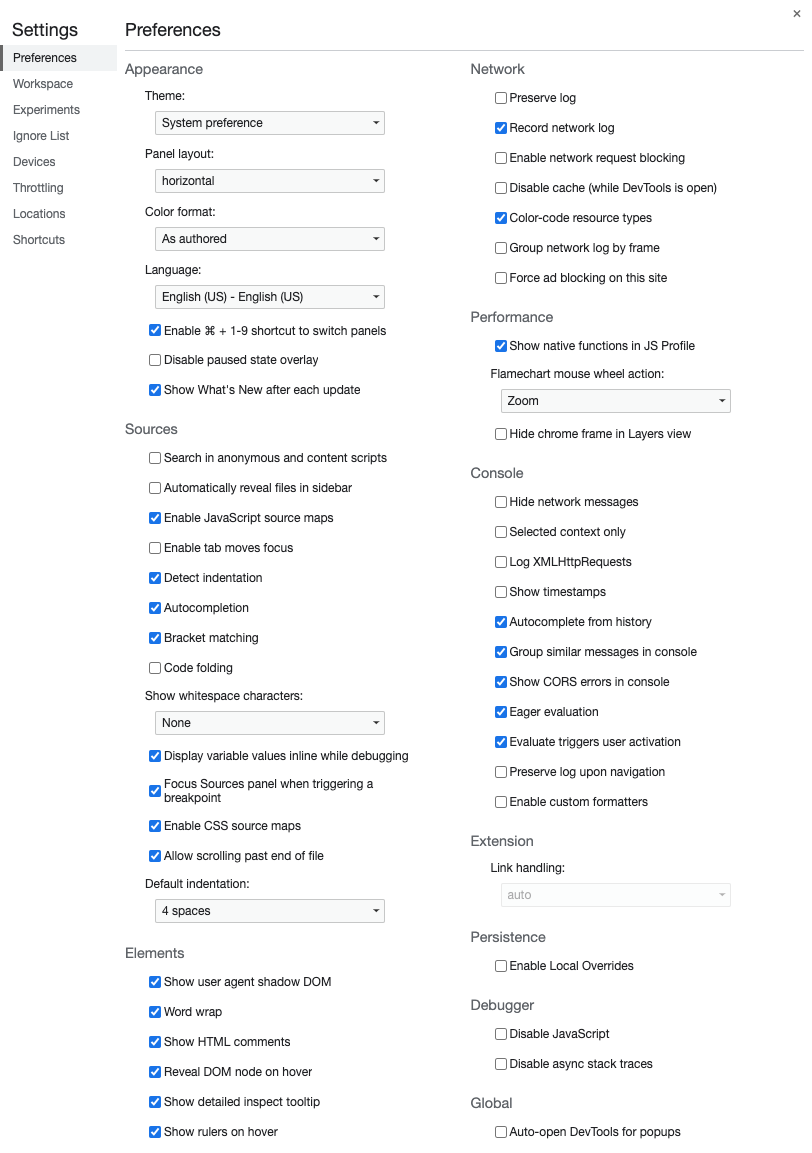 Settings
Preferences
Workspace
Experiments
Ignore List
Devices
Throttling
Locations
Shortcuts
Preferences
Appearance
Theme:
System preference
Panel layout:
horizontal
Color format:
As authored
Language:
English (US) - English (US)
Enable ⌘ + 1-9 shortcut to switch panels
Disable paused state overlay
Show What's New after each update
Sources
Search in anonymous and content scripts
Automatically reveal files in sidebar
Enable JavaScript source maps
Enable tab moves focus
Detect indentation
Autocompletion
Bracket matching
Code folding
Show whitespace characters:
None
Display variable values inline while debugging
Focus Sources panel when triggering a
breakpoint
Enable CSS source maps
Allow scrolling past end of file
Default indentation:
4 spaces
Elements
Show user agent shadow DOM
Word wrap
Show HTML comments
Reveal DOM node on hover
Show detailed inspect tooltip
Show rulers on hover
Network
Preserve log
Record network log
Enable network request blocking
Disable cache (while DevTools is open)
Color-code resource types
Group network log by frame
Force ad blocking on this site
Performance
Show native functions in JS Profile
Flamechart mouse wheel action:
Zoom
Hide chrome frame in Layers view
Console
Hide network messages
Selected context only
Log XMLHttpRequests
Show timestamps
Autocomplete from history
Group similar messages in console
Show CORS errors in console
Eager evaluation
Evaluate triggers user activation
Preserve log upon navigation
Enable custom formatters
Extension
Link handling:
auto
Persistence
Enable Local Overrides
Debugger
Disable JavaScript
Disable async stack traces
Global
Auto-open DevTools for popups